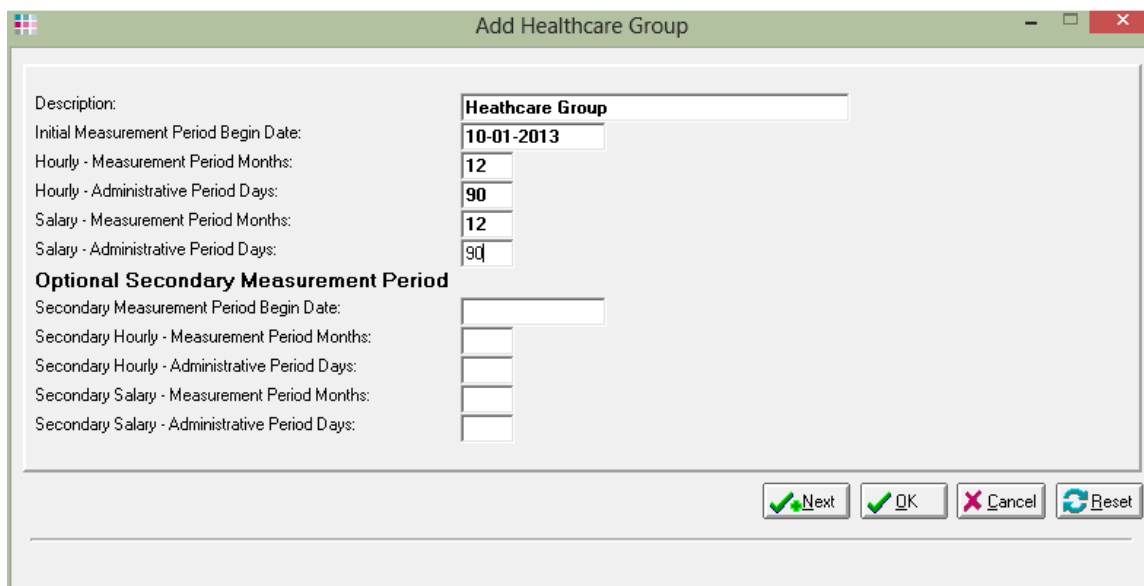 Add Healthcare Group
Description: Heathcare Group
Initial Measurement Period Begin Date: 10-01-2013
Hourly - Measurement Period Months: 12
Hourly - Administrative Period Days: 90
Salary - Measurement Period Months: 12
Salary - Administrative Period Days: 90
Optional Secondary Measurement Period
Secondary Measurement Period Begin Date:
Secondary Hourly - Measurement Period Months:
Secondary Hourly - Administrative Period Days:
Secondary Salary - Measurement Period Months:
Secondary Salary - Administrative Period Days:
Next OK Cancel Reset